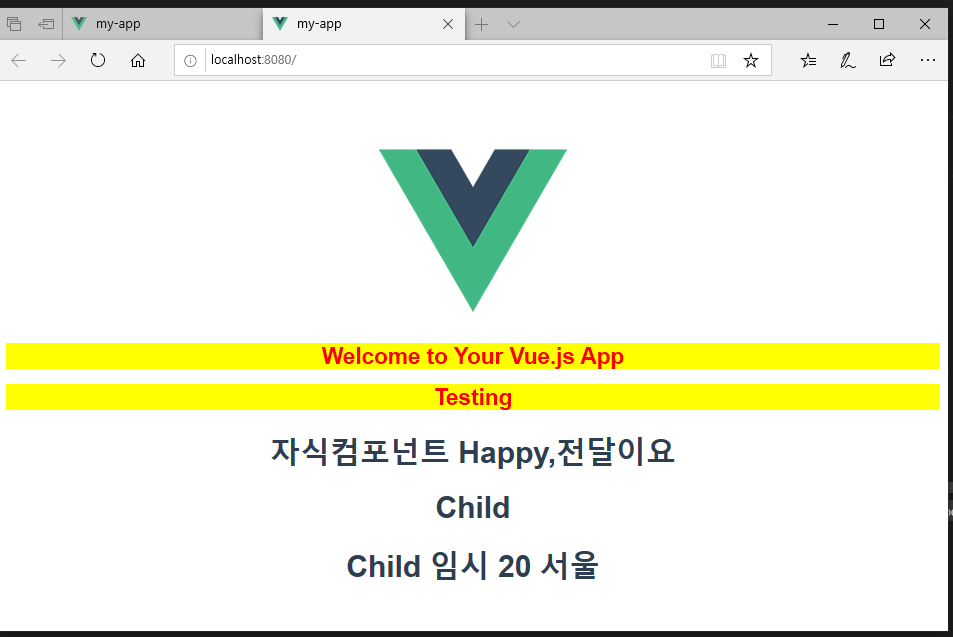 my-app
my-app
localhost:8080/
Welcome to Your Vue.js App
Testing
자식컴포넌트 Happy,전달이요
Child
Child 임시 20 서울